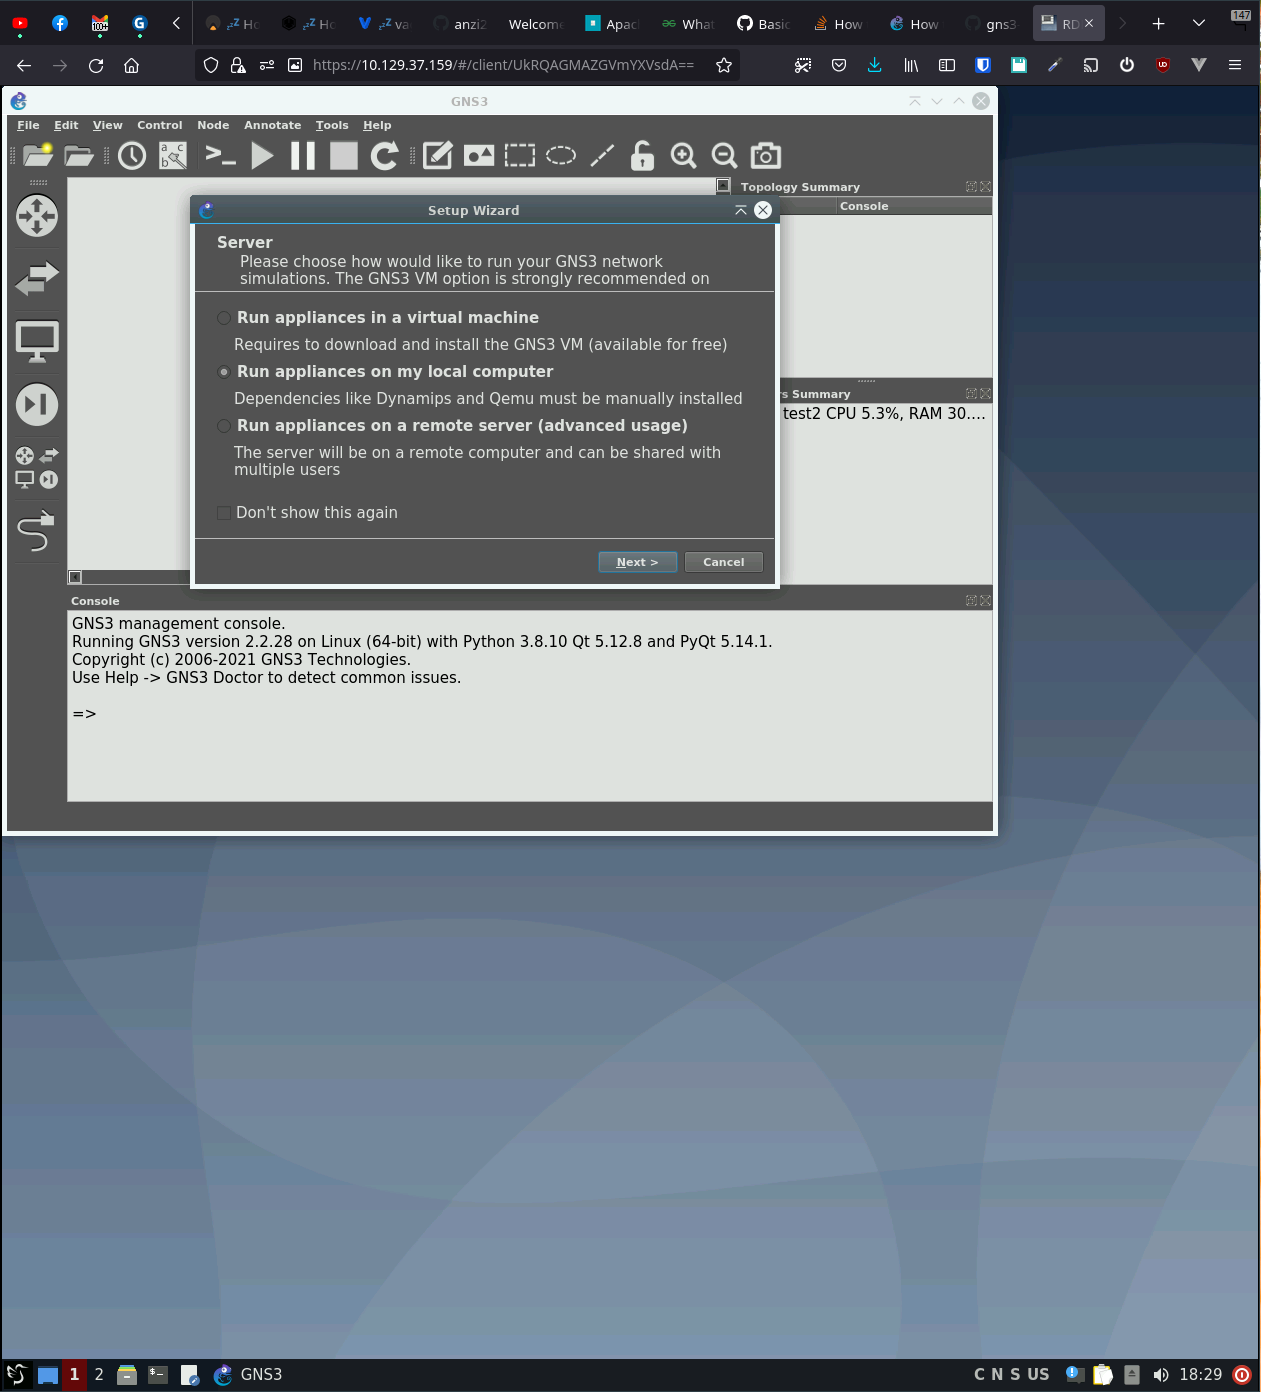 Hc
Hc
va
anzi2
Welcome
Apac
What
Basic
How
How
gns3
RD
147
https://10.129.37.159/#/client/UkRQAGMAZGVmYXVsdA==
GNS3
File Edit View Control Node Annotate Tools Help
Topology Summary
Console
Setup Wizard
Server
Please choose how would like to run your GNS3 network
simulations. The GNS3 VM option is strongly recommended on
Run appliances in a virtual machine
Requires to download and install the GNS3 VM (available for free)
Run appliances on my local computer
Dependencies like Dynamips and Qemu must be manually installed
Run appliances on a remote server (advanced usage)
The server will be on a remote computer and can be shared with
multiple users
Don't show this again
Next >
Cancel
s Summary
test2 CPU 5.3%, RAM 30....
Console
GNS3 management console.
Running GNS3 version 2.2.28 on Linux (64-bit) with Python 3.8.10 Qt 5.12.8 and PyQt 5.14.1.
Copyright (c) 2006-2021 GNS3 Technologies.
Use Help -> GNS3 Doctor to detect common issues.
=>
1 2
GNS3
C N S US
18:29